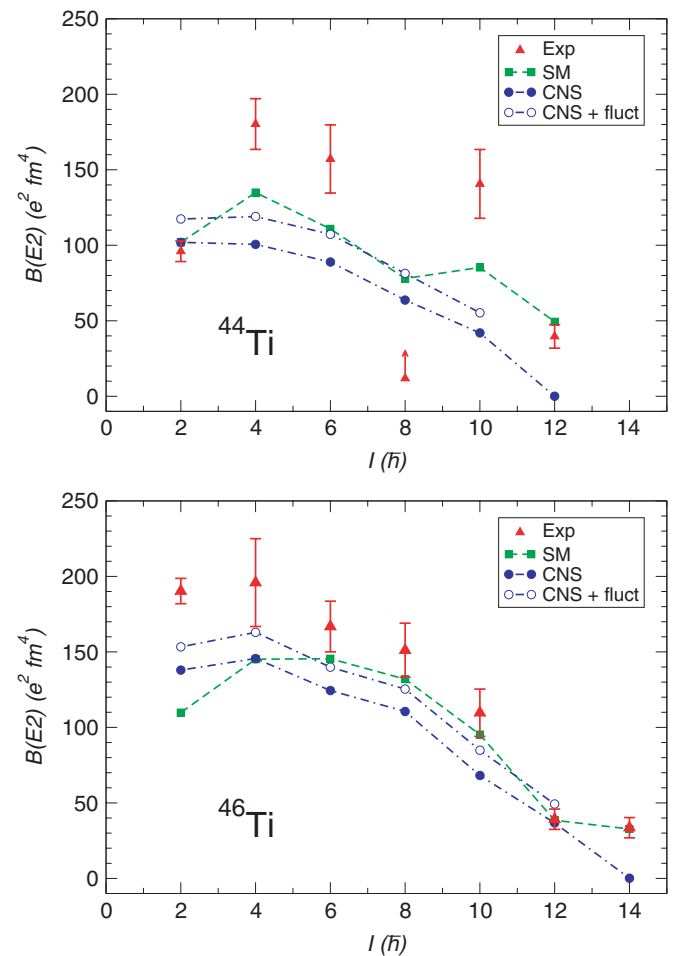 250
200
150
100
50
0
B(E2) (e² fm⁴)
Exp
SM
CNS
CNS + fluct
⁴⁴Ti
0 2 4 6 8 10 12 14
I (ħ)
250
200
150
100
50
0
B(E2) (e² fm⁴)
Exp
SM
CNS
CNS + fluct
⁴⁶Ti
0 2 4 6 8 10 12 14
I (ħ)